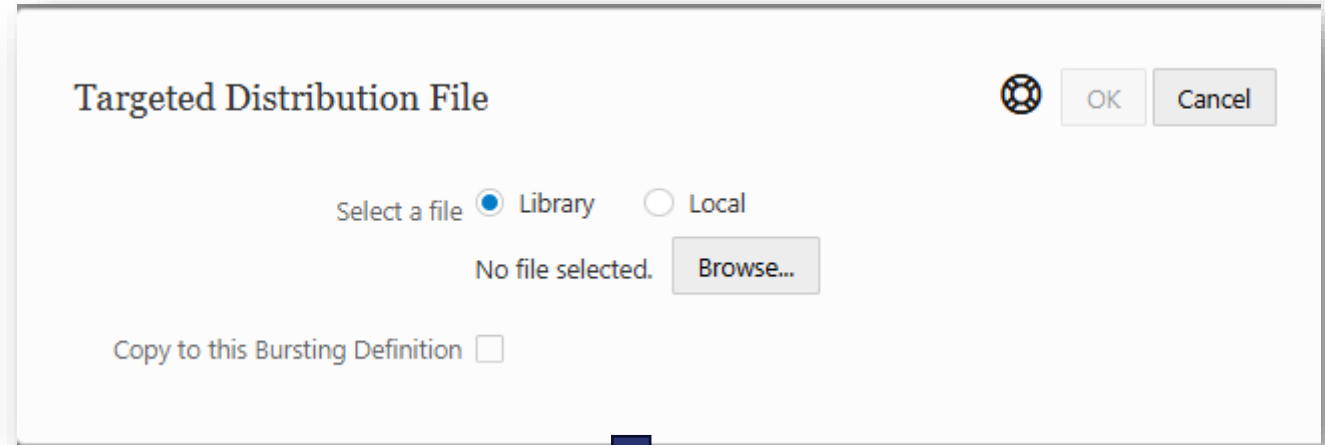 Targeted Distribution File
OK
Cancel
Select a file
Library
Local
No file selected.
Browse...
Copy to this Bursting Definition